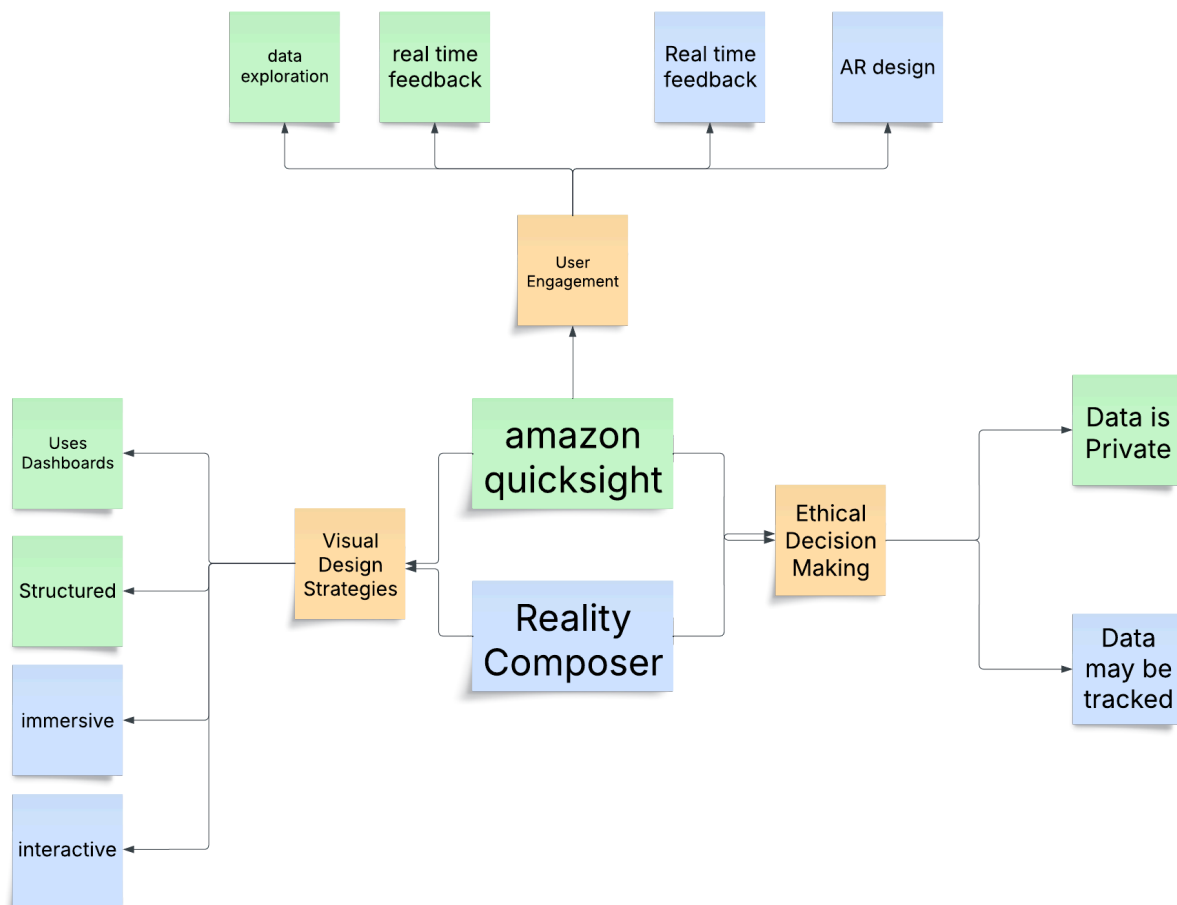 data
exploration
real time
feedback
Real time
feedback
AR design
User
Engagement
amazon
quicksight
Reality
Composer
Visual
Design
Strategies
Uses
Dashboards
Structured
immersive
interactive
Ethical
Decision
Making
Data is
Private
Data
may be
tracked